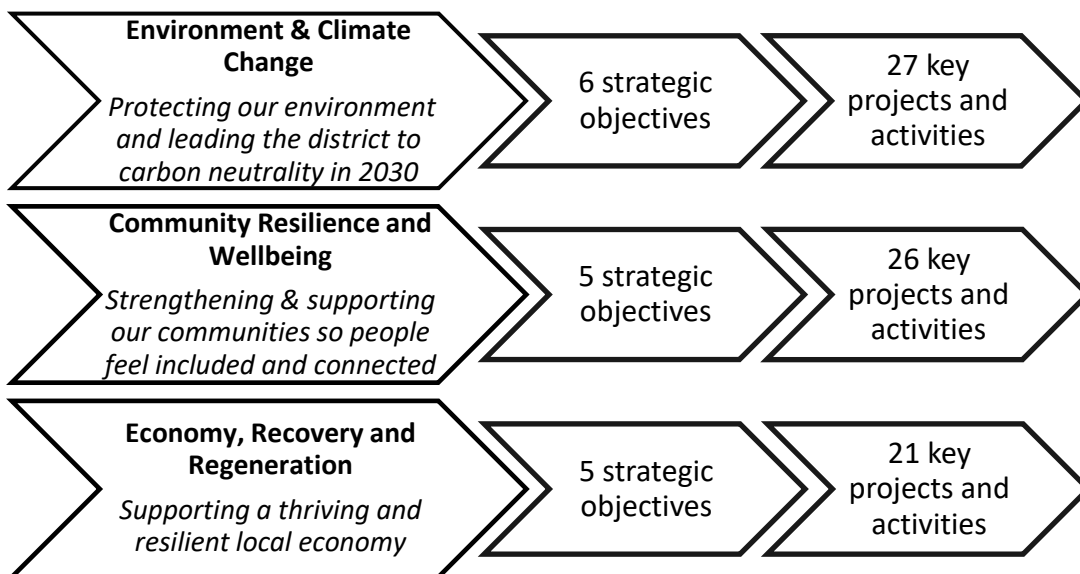 Environment & Climate
Change
Protecting our environment
and leading the district to
carbon neutrality in 2030
6 strategic
objectives
27 key
projects and
activities
Community Resilience and
Wellbeing
Strengthening & supporting
our communities so people
feel included and connected
5 strategic
objectives
26 key
projects and
activities
Economy, Recovery and
Regeneration
Supporting a thriving and
resilient local economy
5 strategic
objectives
21 key
projects and
activities